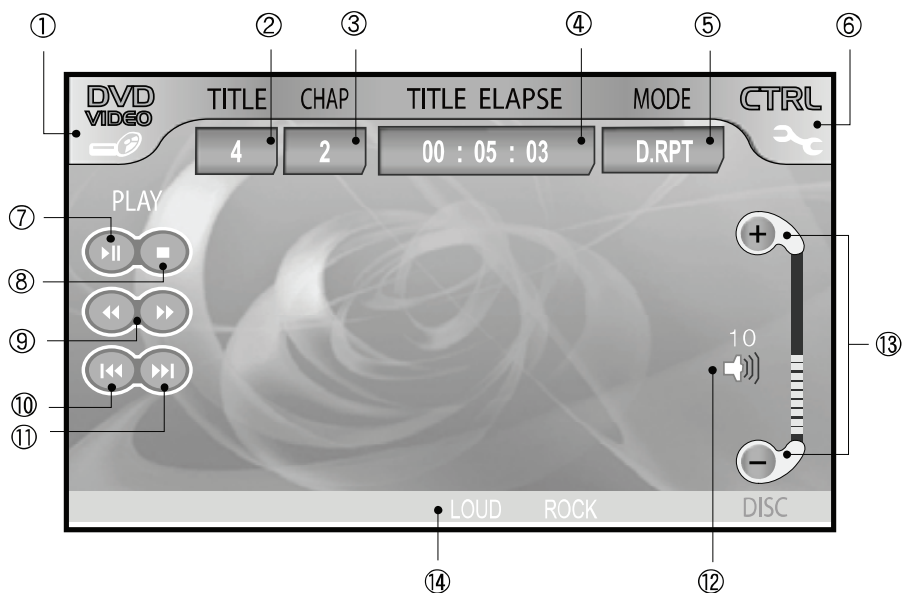 ① ② ③ ④ ⑤ ⑥
DVD VIDEO TITLE CHAP TITLE ELAPSE MODE CTRL
4 2 00 : 05 : 03 D.RPT
PLAY
⑦
⑧
⑨
⑩
⑪
+
10
⑬
⑫
−
LOUD ROCK DISC
⑭